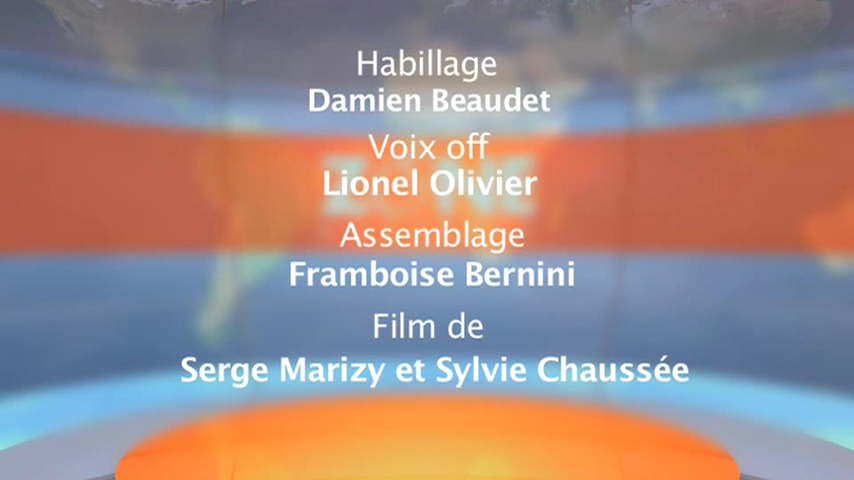 Habillage
Damien Beaudet
Voix off
Lionel Olivier
Assemblage
Framboise Bernini
Film de
Serge Marizy et Sylvie Chaussée